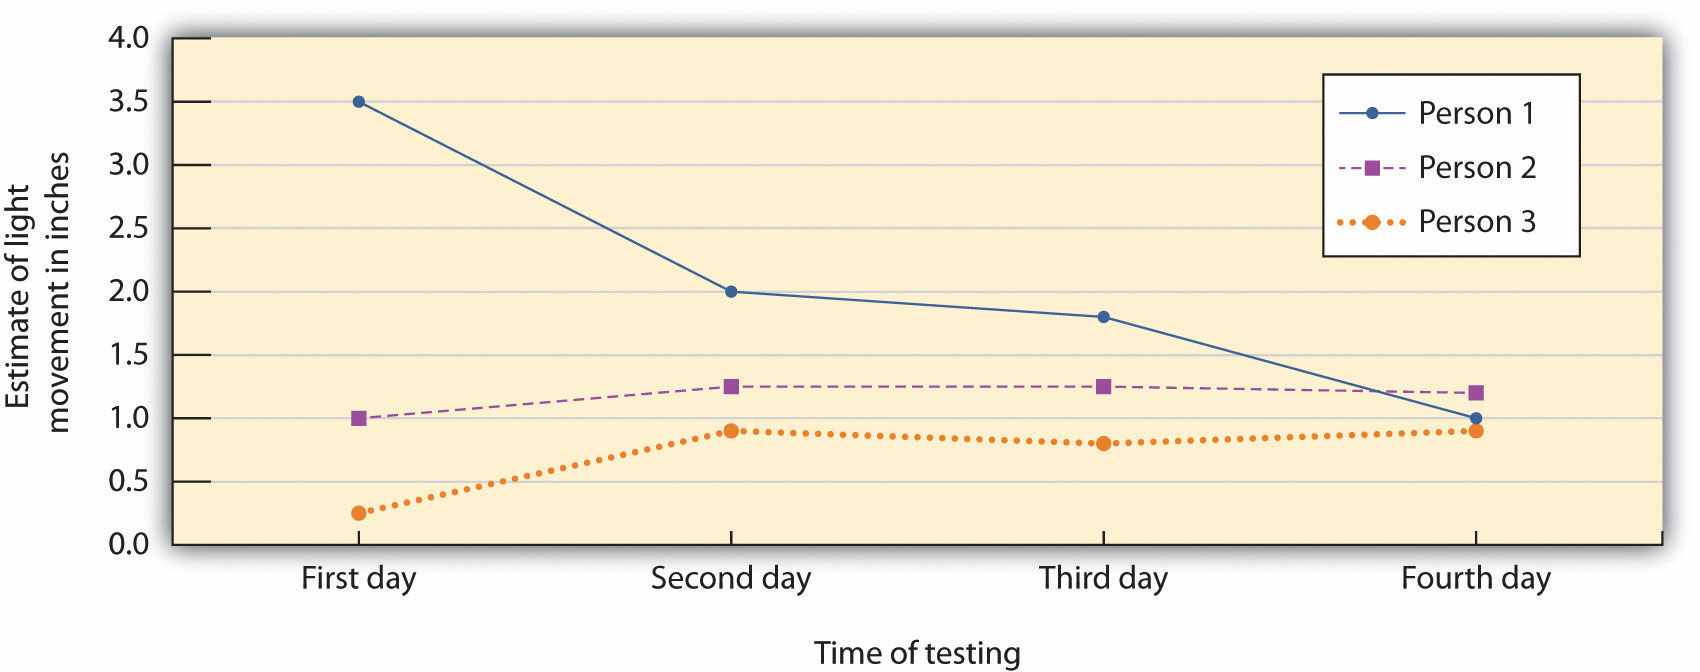 4.0
3.5
3.0
2.5
2.0
1.5
1.0
0.5
0.0
Estimate of light
movement in inches
Person 1
Person 2
Person 3
First day
Second day
Third day
Fourth day
Time of testing